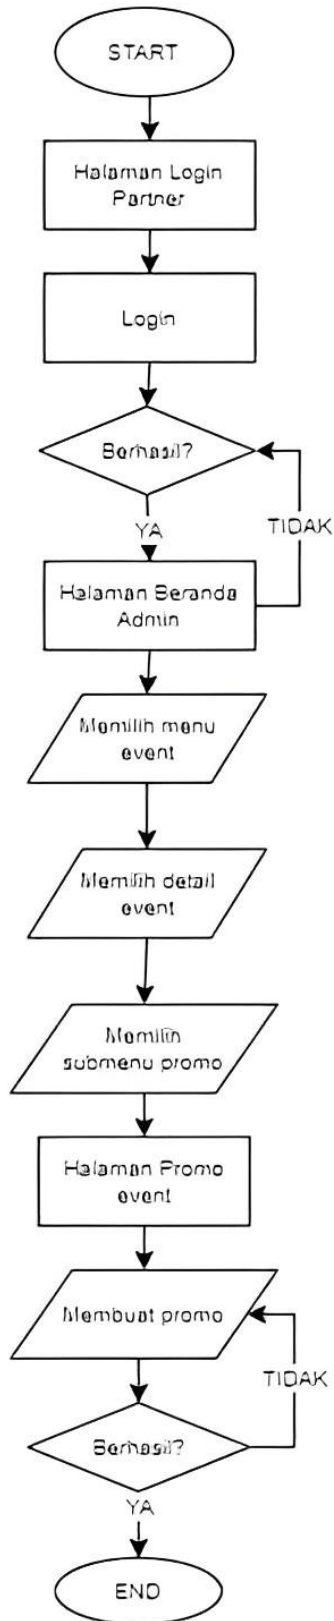 START
Halaman Login
Partner
Login
Berhasil?
YA
TIDAK
Halaman Beranda
Admin
Memilih menu
event
Memilih detail
event
Memilih
submenu promo
Halaman Promo
event
Membuat promo
TIDAK
Berhasil?
YA
END